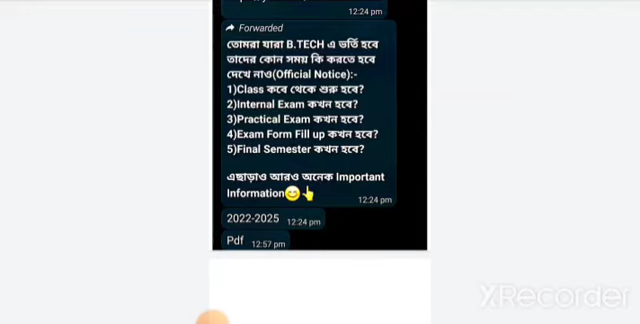 12:24 pm
Forwarded
তোমরা যারা B.TECH এ ভর্তি হবে
তাদের কোন সময় কি করতে হবে
দেখে নাও(Official Notice):-
1)Class কবে থেকে শুরু হবে?
2)Internal Exam কখন হবে?
3)Practical Exam কখন হবে?
4)Exam Form Fill up কখন হবে?
5)Final Semester কখন হবে?
এছাড়াও আরও অনেক Important
Information😊👆
12:24 pm
2022-2025 12:24 pm
Pdf 12:57 pm
XRecorder